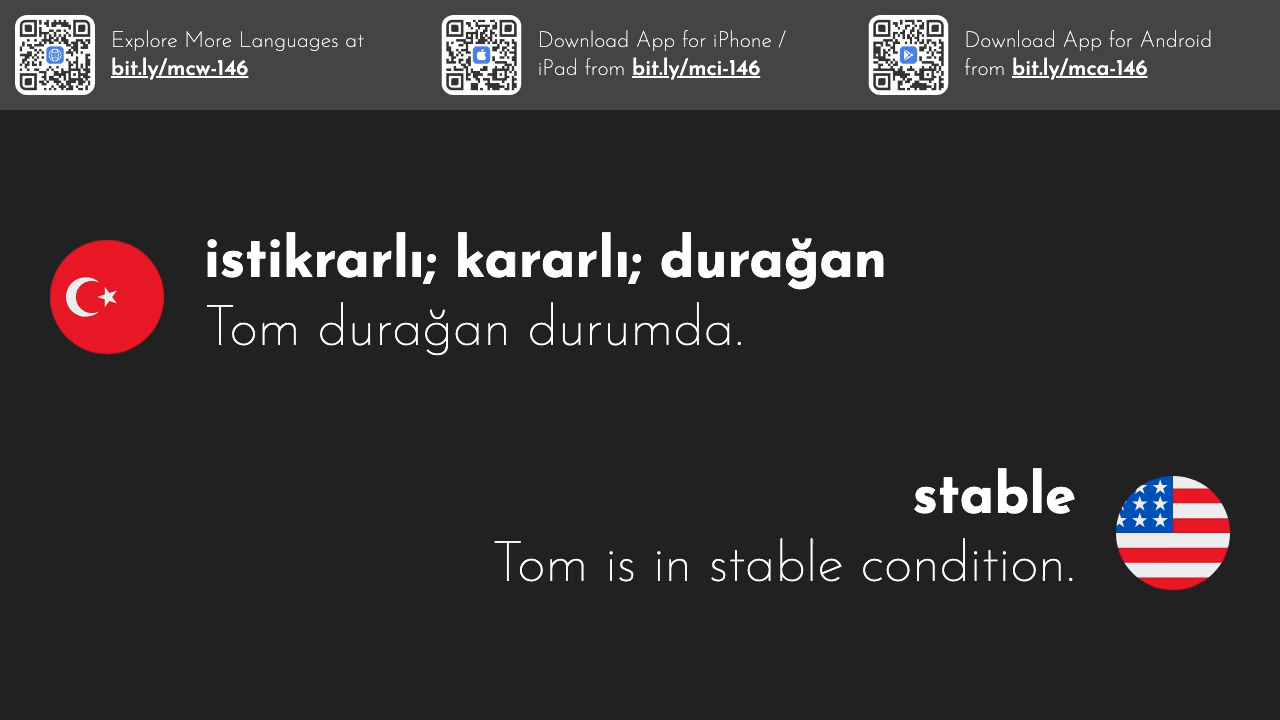 Explore More Languages at
bit.ly/mcw-146
Download App for iPhone /
iPad from bit.ly/mci-146
Download App for Android
from bit.ly/mca-146
istikrarlı; kararlı; durağan
Tom durağan durumda.
stable
Tom is in stable condition.